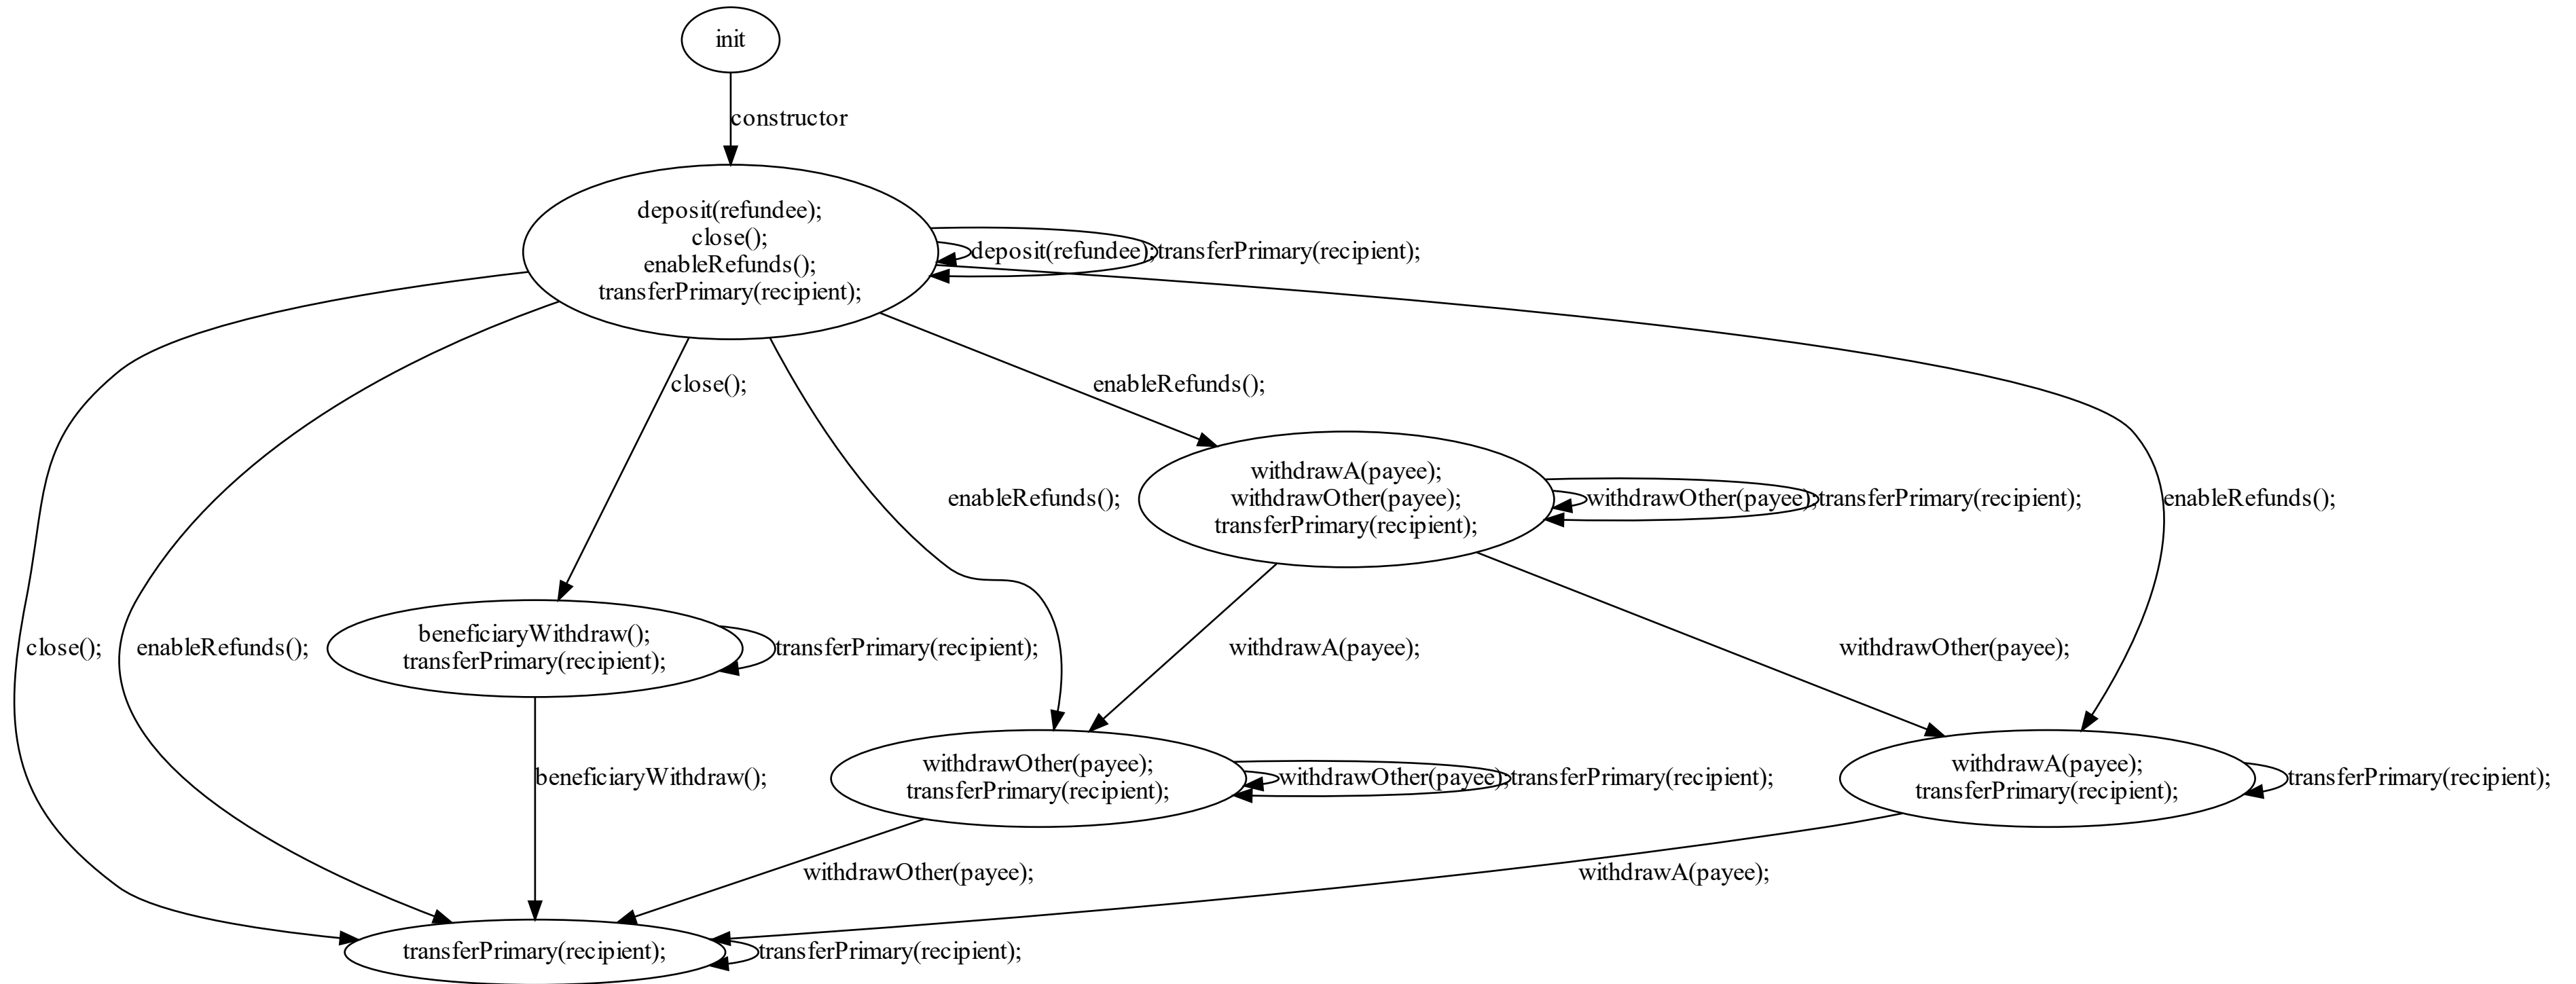 init
constructor
deposit(refundee);
close();
enableRefunds();
transferPrimary(recipient);
deposit(refundee);
transferPrimary(recipient);
close();
enableRefunds();
enableRefunds();
withdrawA(payee);
withdrawOther(payee);
transferPrimary(recipient);
withdrawOther(payee);
transferPrimary(recipient);
enableRefunds();
close();
enableRefunds();
beneficiaryWithdraw();
transferPrimary(recipient);
transferPrimary(recipient);
withdrawA(payee);
withdrawOther(payee);
beneficiaryWithdraw();
withdrawOther(payee);
transferPrimary(recipient);
withdrawOther(payee);
transferPrimary(recipient);
withdrawA(payee);
transferPrimary(recipient);
transferPrimary(recipient);
withdrawOther(payee);
withdrawA(payee);
transferPrimary(recipient);
transferPrimary(recipient);